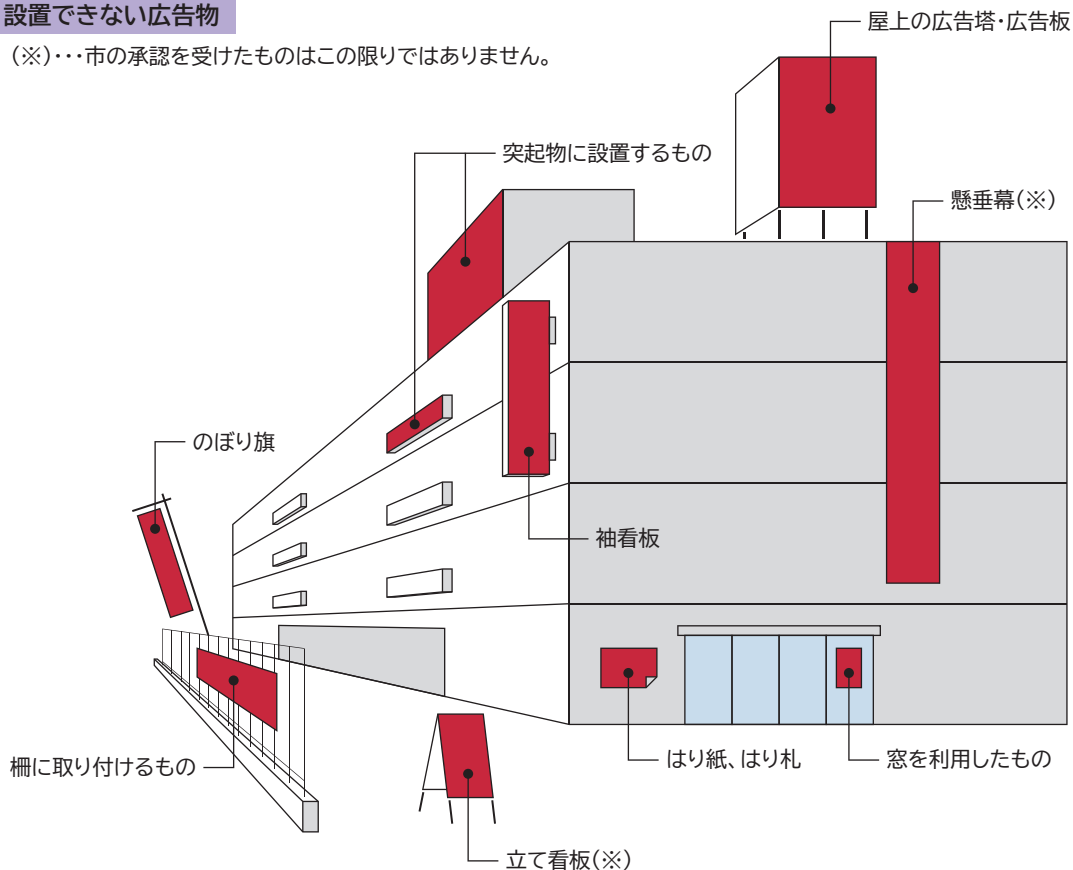 設置できない広告物
(※)・・・市の承認を受けたものはこの限りではありません。
屋上の広告塔・広告板
突起物に設置するもの
懸垂幕(※)
のぼり旗
袖看板
柵に取り付けるもの
はり紙、はり札
窓を利用したもの
立て看板(※)